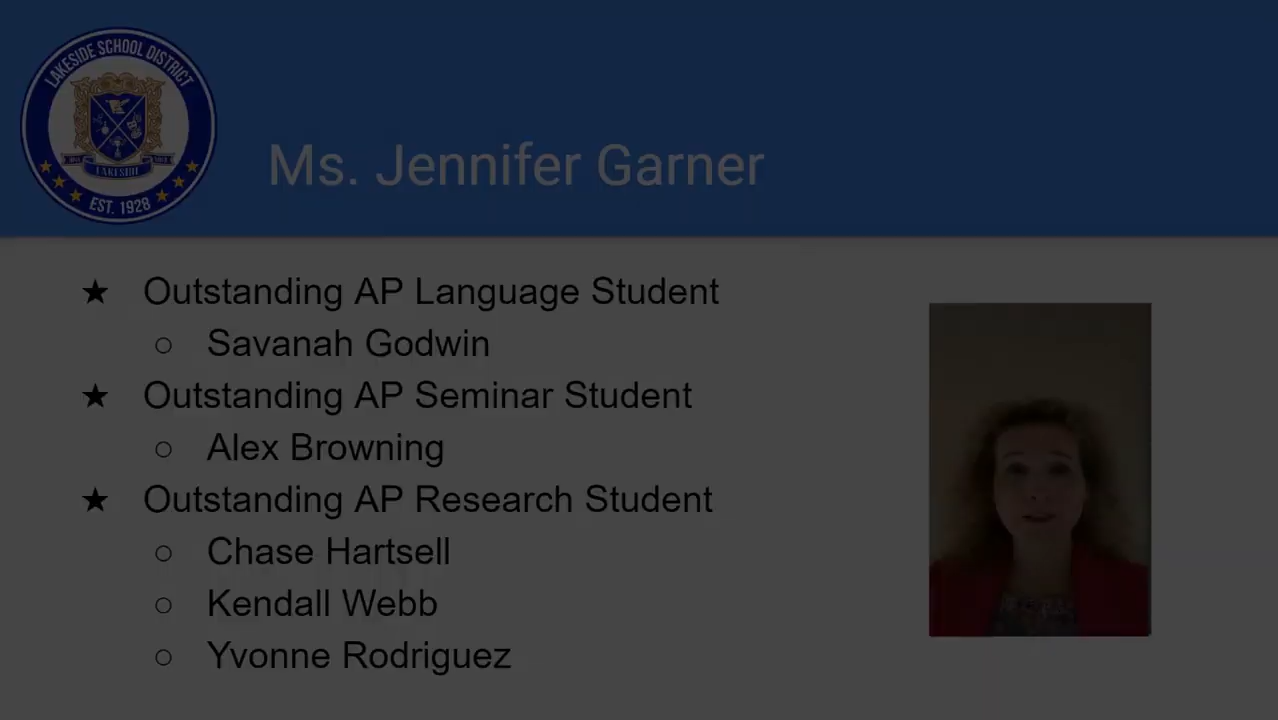 LAKESIDE SCHOOL DISTRICT
LAKESIDE
EST. 1928
Ms. Jennifer Garner
★ Outstanding AP Language Student
○ Savanah Godwin
★ Outstanding AP Seminar Student
○ Alex Browning
★ Outstanding AP Research Student
○ Chase Hartsell
○ Kendall Webb
○ Yvonne Rodriguez